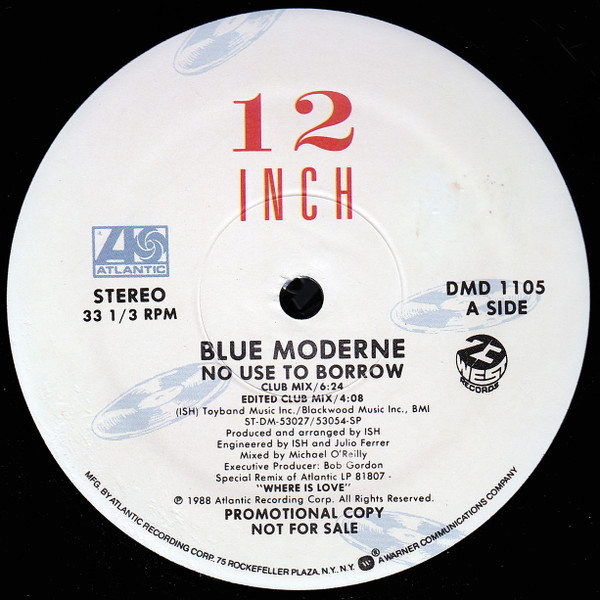 12
INCH
ATLANTIC
STEREO
33 1/3 RPM
DMD 1105
A SIDE
25
WEST
RECORDS
BLUE MODERNE
NO USE TO BORROW
CLUB MIX/6:24
EDITED CLUB MIX/4:08
(ISH) Toyband Music Inc./Blackwood Music Inc., BMI
ST-DM-53027/53054-SP
Produced and arranged by ISH
Engineered by ISH and Julio Ferrer
Mixed by Michael O'Reilly
Executive Producer: Bob Gordon
Special Remix of Atlantic LP 81807 -
"WHERE IS LOVE"
℗ 1988 Atlantic Recording Corp. All Rights Reserved.
PROMOTIONAL COPY
NOT FOR SALE
MFG. BY ATLANTIC RECORDING CORP., 75 ROCKEFELLER PLAZA, N.Y. N.Y. ® A WARNER COMMUNICATIONS COMPANY